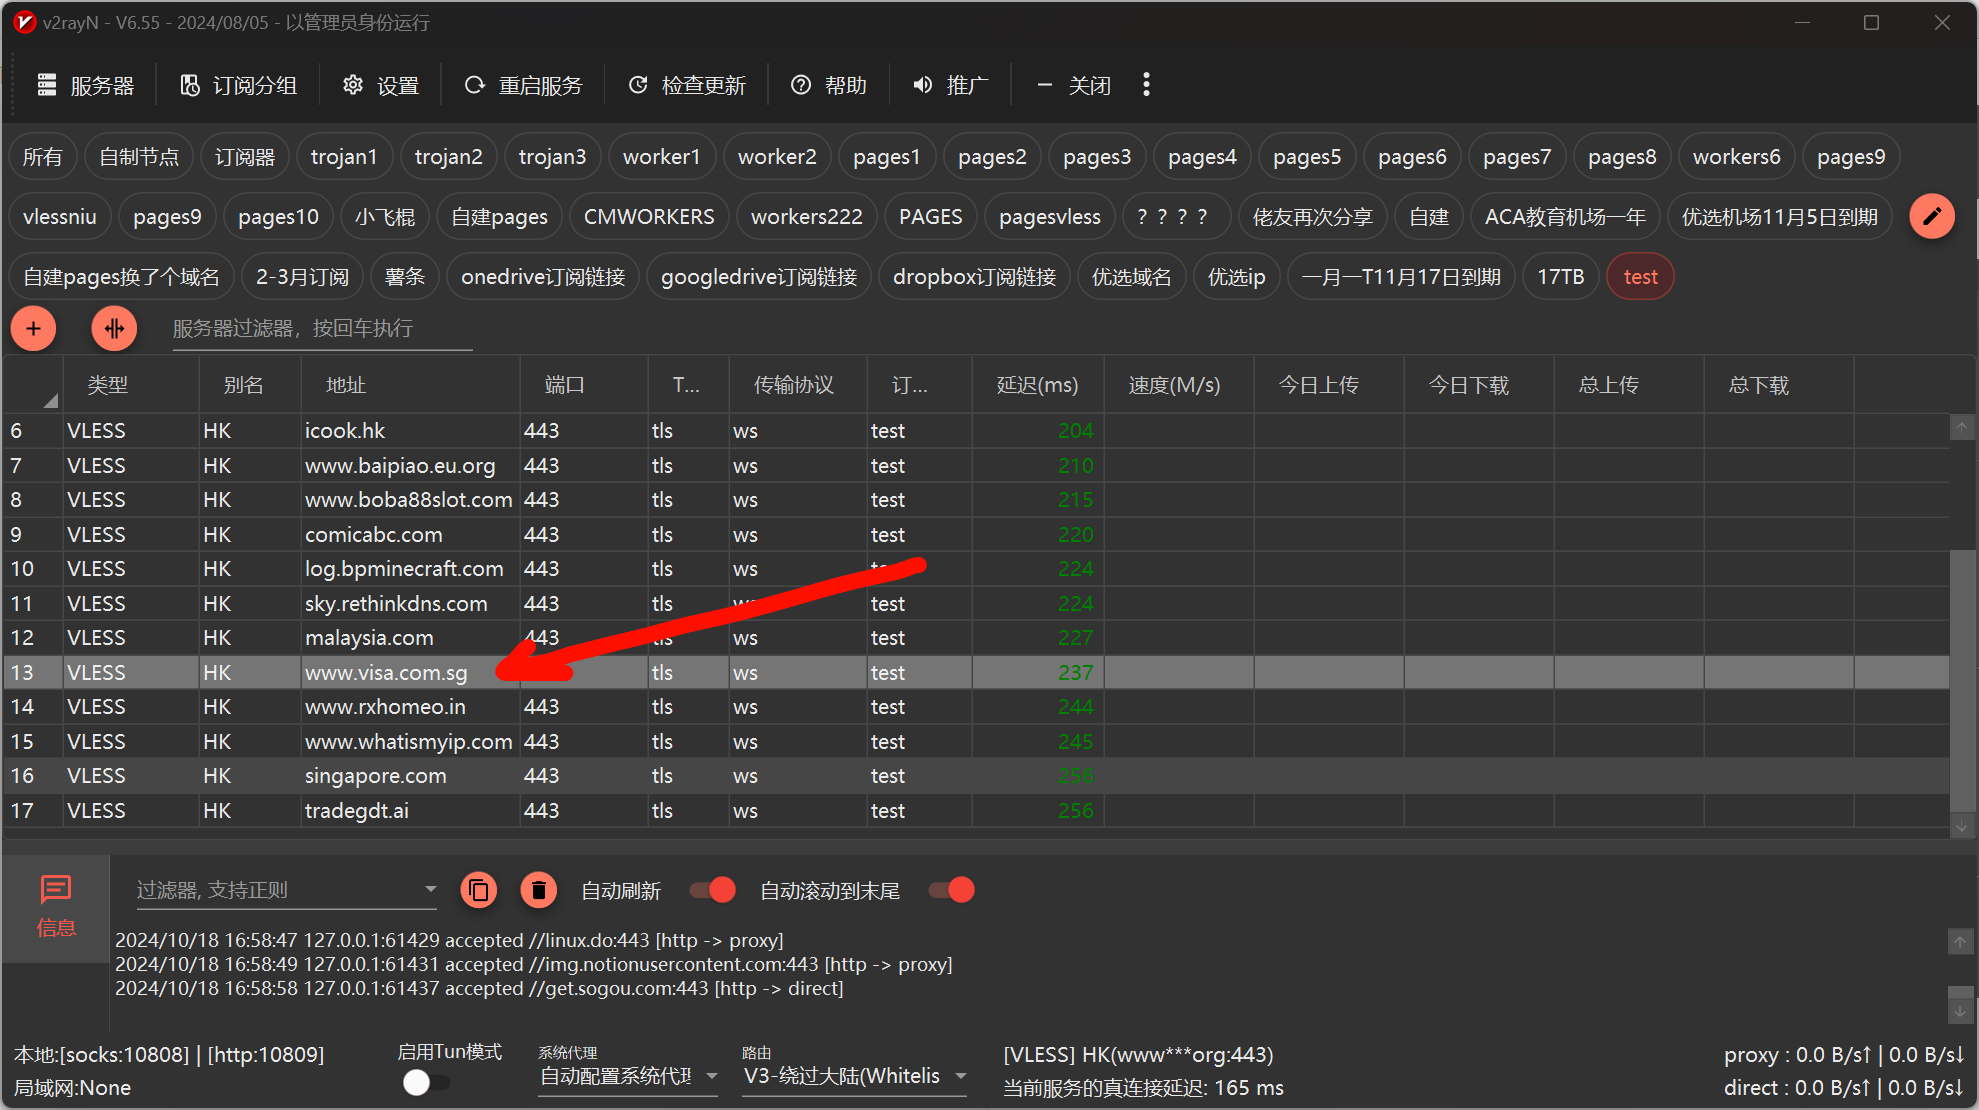 v2rayN - V6.55 - 2024/08/05 - 以管理员身份运行
服务器 订阅分组 设置 重启服务 检查更新 帮助 推广 关闭
所有 自制节点 订阅器 trojan1 trojan2 trojan3 worker1 worker2 pages1 pages2 pages3 pages4 pages5 pages6 pages7 pages8 workers6 pages9
vlessniu pages9 pages10 小飞棍 自建pages CMWORKERS workers222 PAGES pagesvless ？？？？ 佬友再次分享 自建 ACA教育机场一年 优选机场11月5日到期
自建pages换了个域名 2-3月订阅 薯条 onedrive订阅链接 googledrive订阅链接 dropbox订阅链接 优选域名 优选ip 一月一T11月17日到期 17TB test
服务器过滤器，按回车执行
类型 别名 地址 端口 T... 传输协议 订... 延迟(ms) 速度(M/s) 今日上传 今日下载 总上传 总下载
6 VLESS HK icook.hk 443 tls ws test 204
7 VLESS HK www.baipiao.eu.org 443 tls ws test 210
8 VLESS HK www.boba88slot.com 443 tls ws test 215
9 VLESS HK comicabc.com 443 tls ws test 220
10 VLESS HK log.bpminecraft.com 443 tls ws test 224
11 VLESS HK sky.rethinkdns.com 443 tls ws test 224
12 VLESS HK malaysia.com 443 tls ws test 227
13 VLESS HK www.visa.com.sg tls ws test 237
14 VLESS HK www.rxhomeo.in 443 tls ws test 244
15 VLESS HK www.whatismyip.com 443 tls ws test 245
16 VLESS HK singapore.com 443 tls ws test 256
17 VLESS HK tradegdt.ai 443 tls ws test 256
过滤器, 支持正则 自动刷新 自动滚动到末尾
信息
2024/10/18 16:58:47 127.0.0.1:61429 accepted //linux.do:443 [http -> proxy]
2024/10/18 16:58:49 127.0.0.1:61431 accepted //img.notionusercontent.com:443 [http -> proxy]
2024/10/18 16:58:58 127.0.0.1:61437 accepted //get.sogou.com:443 [http -> direct]
本地:[socks:10808] | [http:10809] 启用Tun模式 系统代理 路由 [VLESS] HK(www***org:443) proxy : 0.0 B/s↑ | 0.0 B/s↓
局域网:None 自动配置系统代理 V3-绕过大陆(Whitelis 当前服务的真连接延迟: 165 ms direct : 0.0 B/s↑ | 0.0 B/s↓